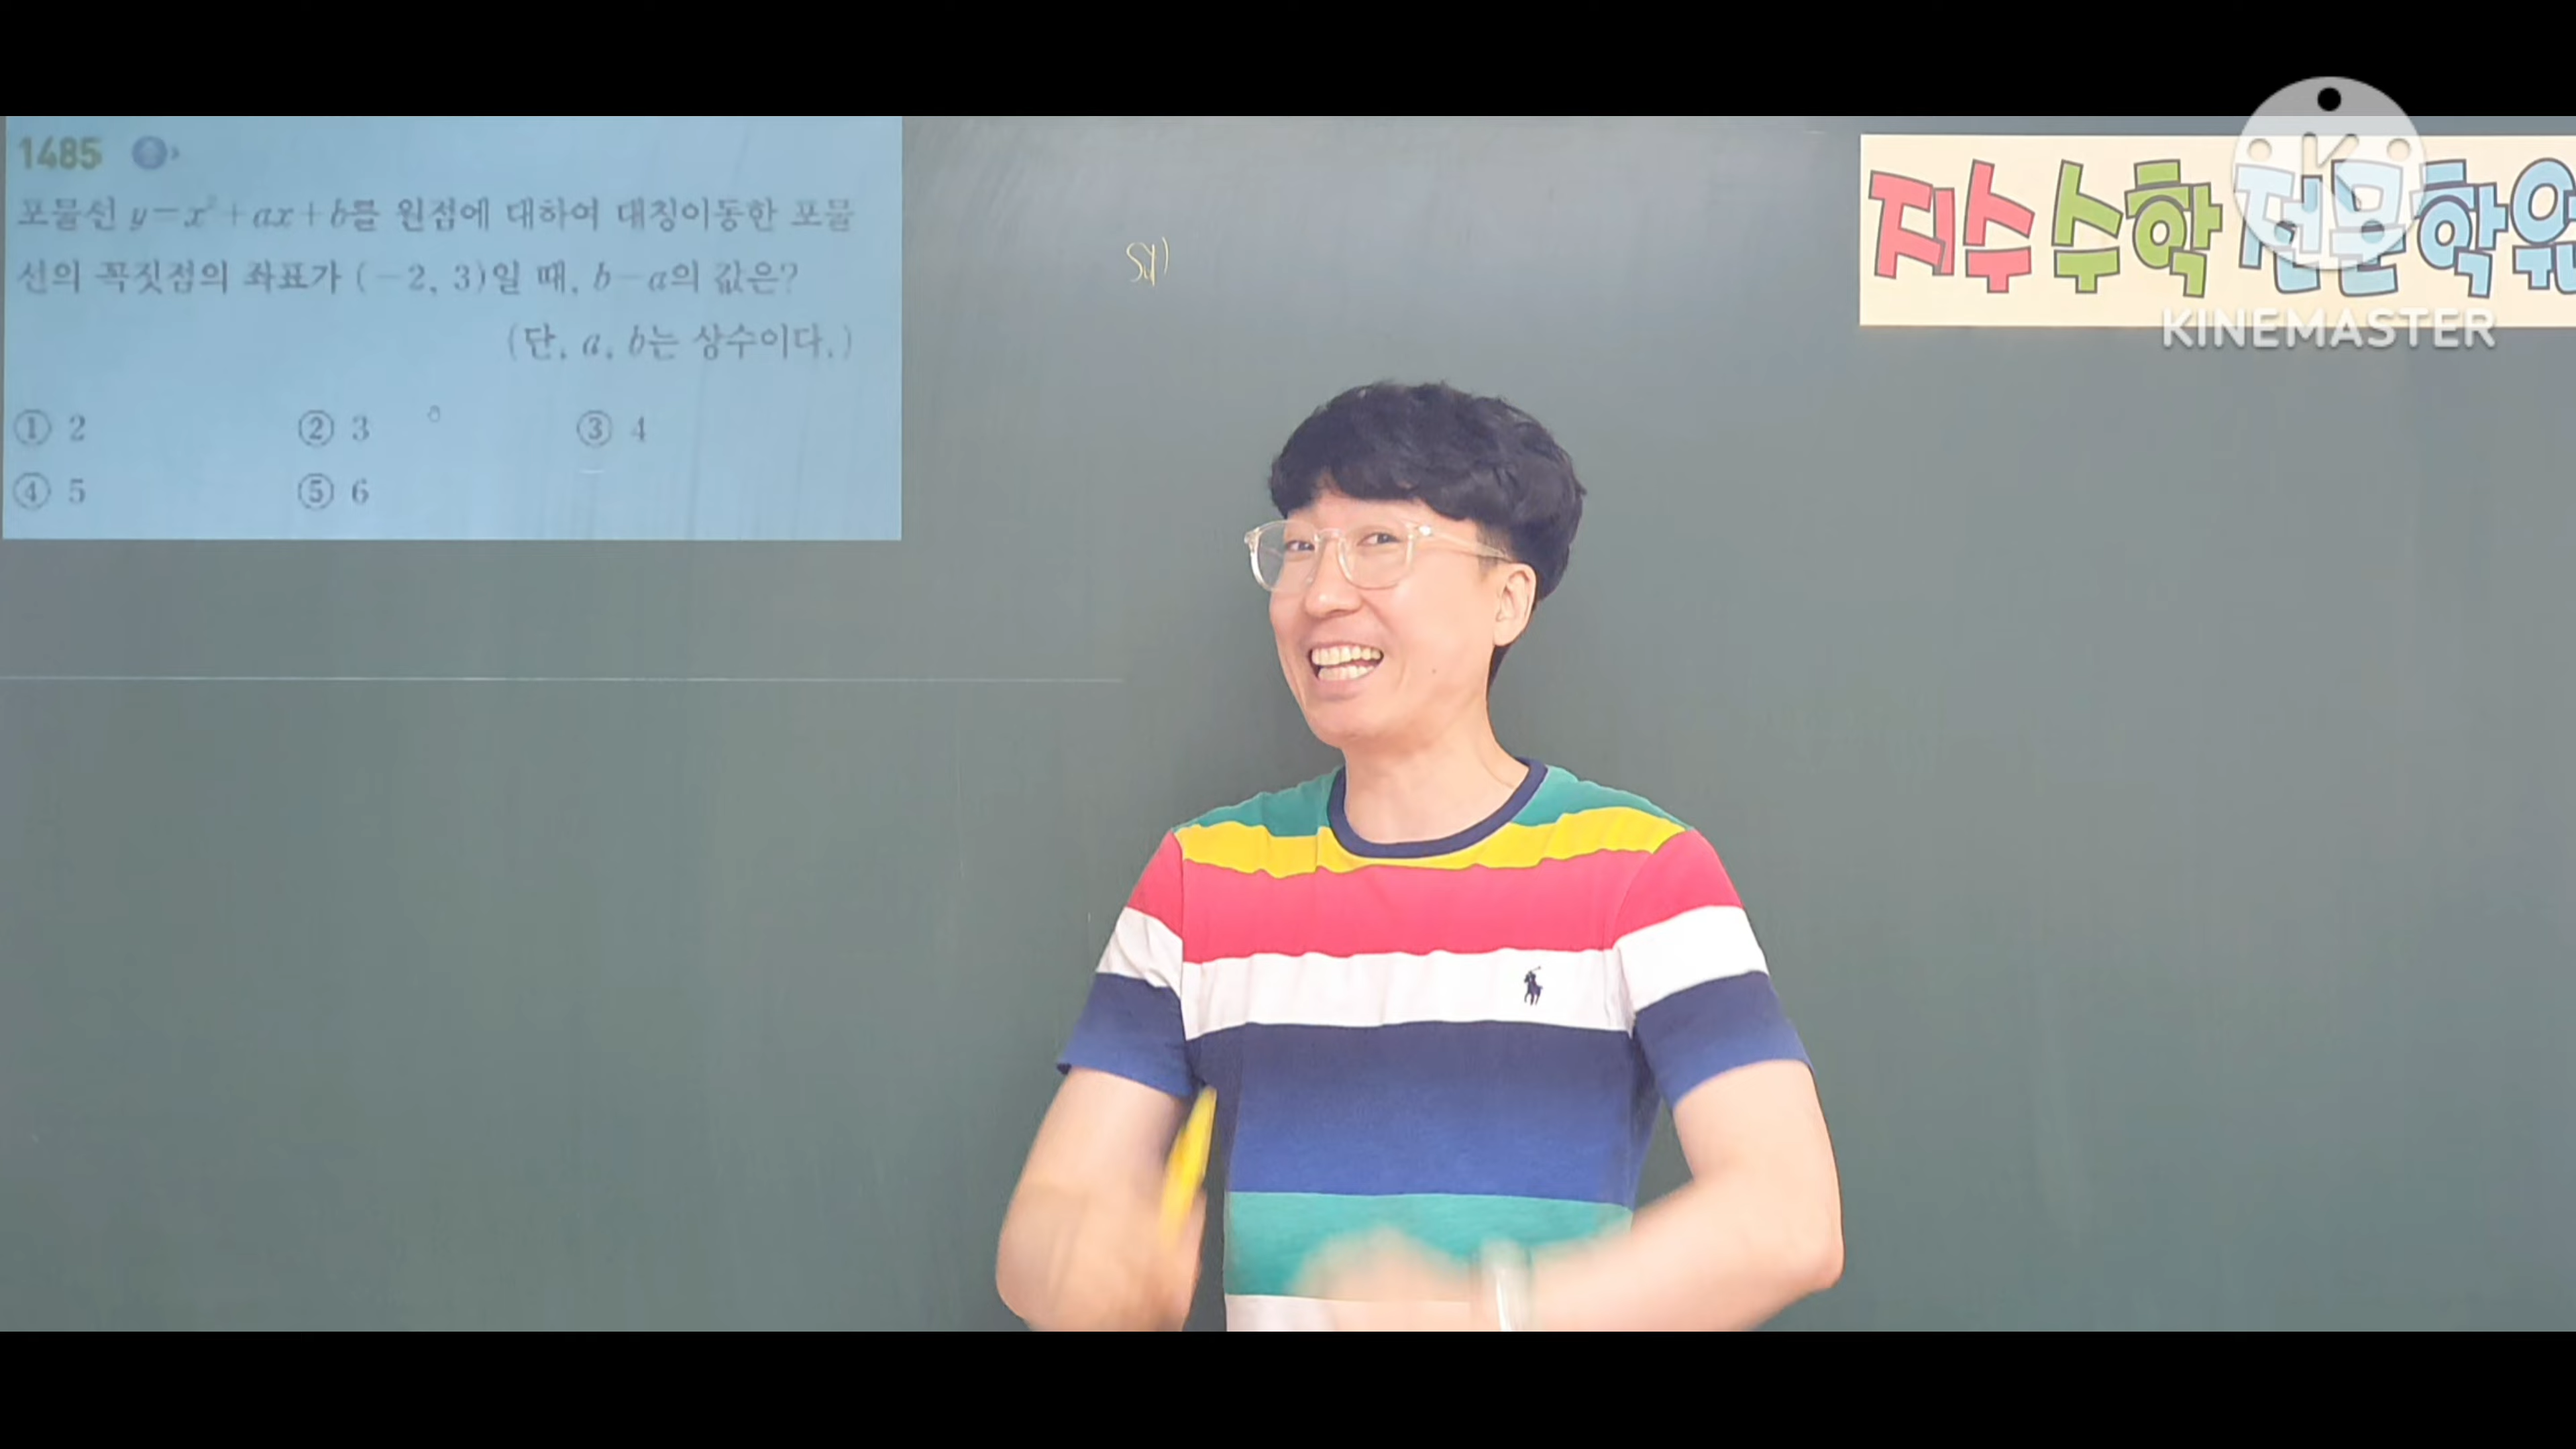 1485
포물선 y=x²+ax+b를 원점에 대하여 대칭이동한 포물
선의 꼭짓점의 좌표가 (-2, 3)일 때, b-a의 값은?
(단, a, b는 상수이다.)
① 2 ② 3 ③ 4
④ 5 ⑤ 6
지수수학 전문학원
KINEMASTER